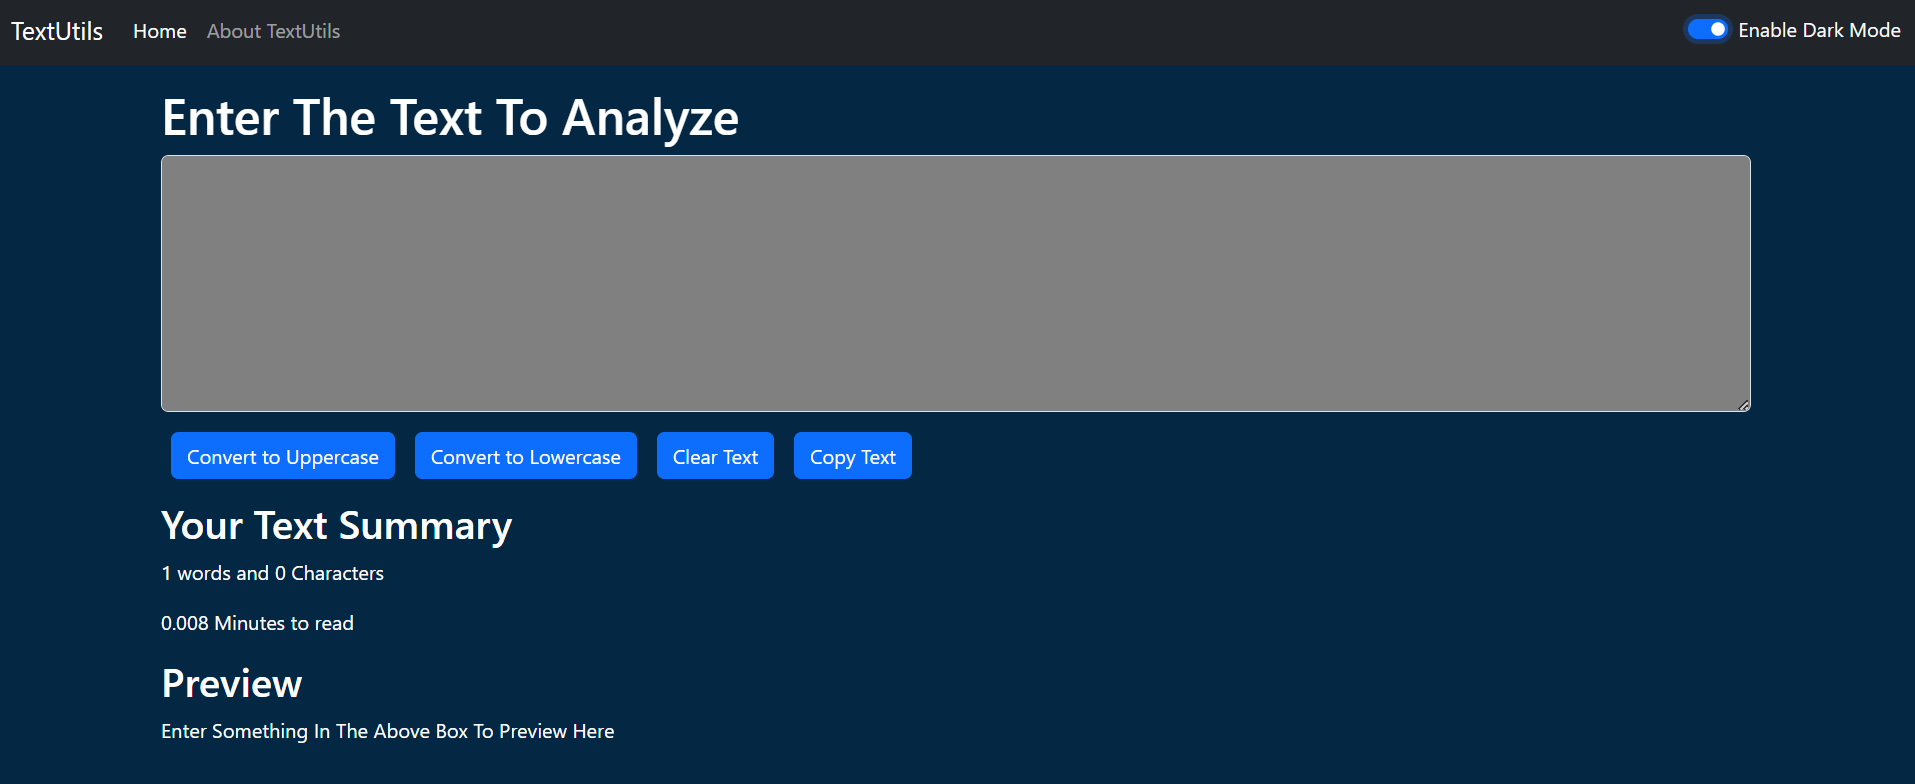 TextUtils Home About TextUtils Enable Dark Mode
Enter The Text To Analyze
Convert to Uppercase Convert to Lowercase Clear Text Copy Text
Your Text Summary
1 words and 0 Characters
0.008 Minutes to read
Preview
Enter Something In The Above Box To Preview Here